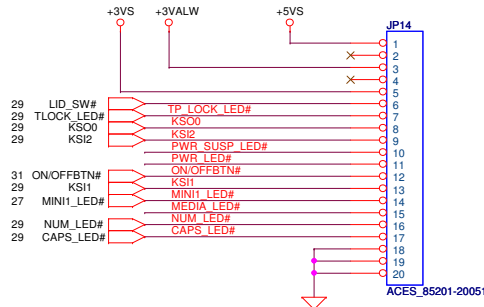 +3VS +3VALW +5VS
JP14
1
2
3
4
5
29 LID_SW# 6
29 TLOCK_LED# TP_LOCK_LED# 7
29 KSO0 KSO0 8
29 KSI2 KSI2 9
PWR_SUSP_LED# 10
PWR_LED# 11
31 ON/OFFBTN# ON/OFFBTN# 12
29 KSI1 KSI1 13
27 MINI1_LED# MINI1_LED# 14
MEDIA_LED# 15
29 NUM_LED# NUM_LED# 16
29 CAPS_LED# CAPS_LED# 17
18
19
20
ACES_85201-20051